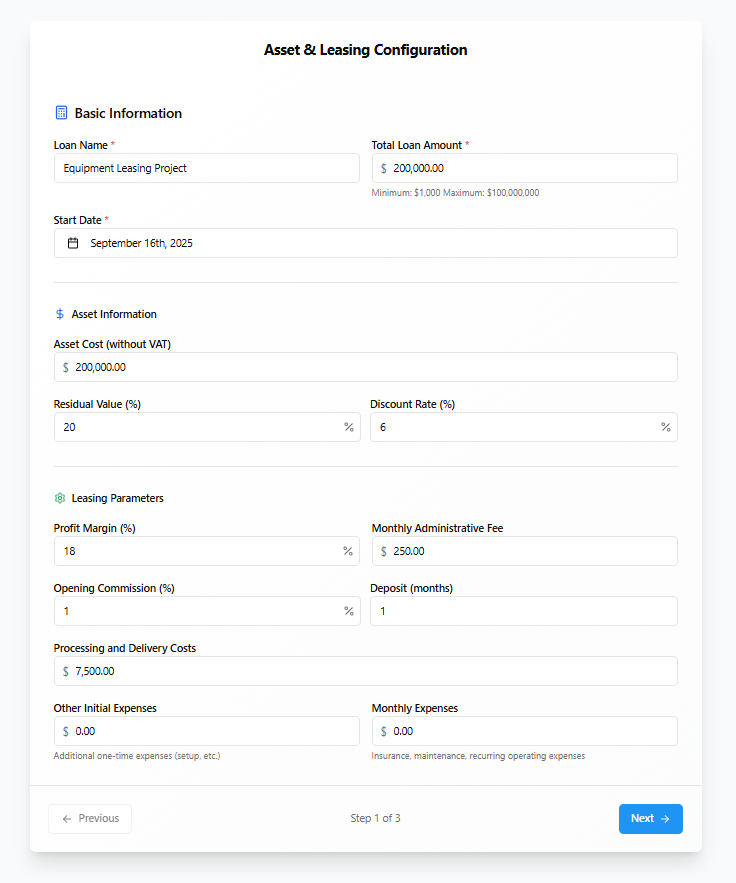 Asset & Leasing Configuration
Basic Information
Loan Name *
Total Loan Amount *
Equipment Leasing Project
$ 200,000.00
Minimum: $1,000 Maximum: $100,000,000
Start Date *
September 16th, 2025
$ Asset Information
Asset Cost (without VAT)
$ 200,000.00
Residual Value (%)
Discount Rate (%)
20 %
6 %
Leasing Parameters
Profit Margin (%)
Monthly Administrative Fee
18 %
$ 250.00
Opening Commission (%)
Deposit (months)
1 %
1
Processing and Delivery Costs
$ 7,500.00
Other Initial Expenses
Monthly Expenses
$ 0.00
$ 0.00
Additional one-time expenses (setup, etc.)
Insurance, maintenance, recurring operating expenses
← Previous
Step 1 of 3
Next →